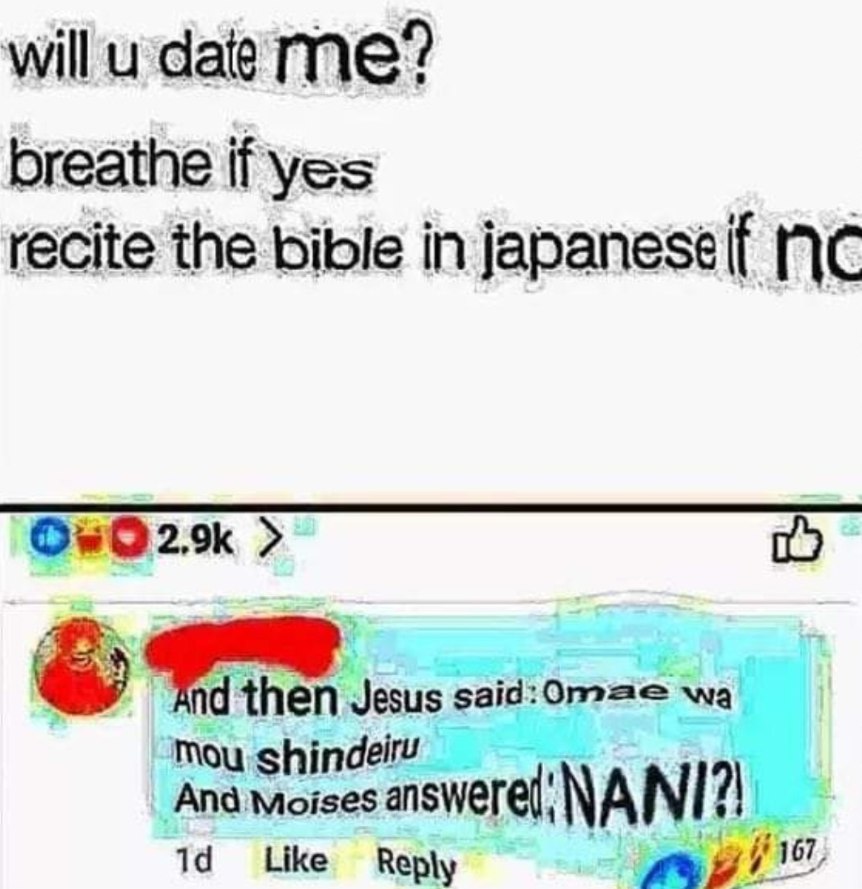 will u date me?
breathe if yes
recite the bible in japanese if no
2.9k >
And then Jesus said: Omae wa
mou shindeiru
And Moises answered: NANI?!
1d Like Reply 167